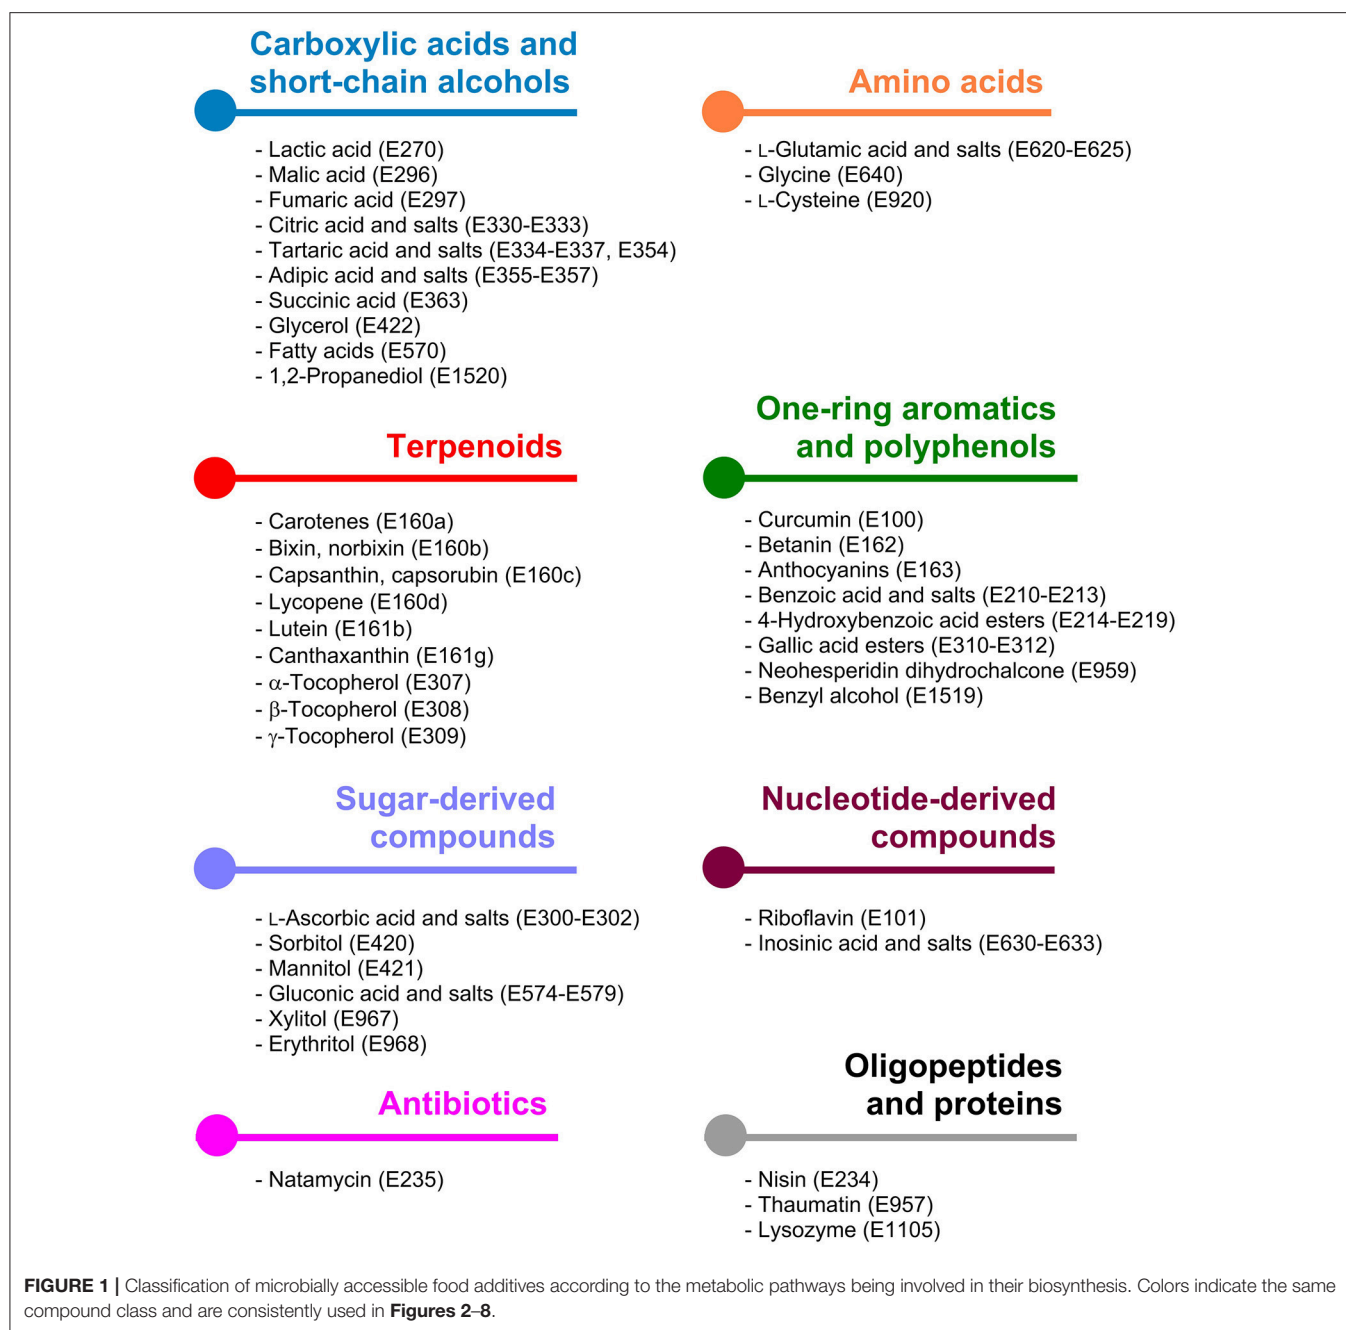 Carboxylic acids and
short-chain alcohols
- Lactic acid (E270)
- Malic acid (E296)
- Fumaric acid (E297)
- Citric acid and salts (E330-E333)
- Tartaric acid and salts (E334-E337, E354)
- Adipic acid and salts (E355-E357)
- Succinic acid (E363)
- Glycerol (E422)
- Fatty acids (E570)
- 1,2-Propanediol (E1520)
Amino acids
- L-Glutamic acid and salts (E620-E625)
- Glycine (E640)
- L-Cysteine (E920)
Terpenoids
- Carotenes (E160a)
- Bixin, norbixin (E160b)
- Capsanthin, capsorubin (E160c)
- Lycopene (E160d)
- Lutein (E161b)
- Canthaxanthin (E161g)
- α-Tocopherol (E307)
- β-Tocopherol (E308)
- γ-Tocopherol (E309)
One-ring aromatics
and polyphenols
- Curcumin (E100)
- Betanin (E162)
- Anthocyanins (E163)
- Benzoic acid and salts (E210-E213)
- 4-Hydroxybenzoic acid esters (E214-E219)
- Gallic acid esters (E310-E312)
- Neohesperidin dihydrochalcone (E959)
- Benzyl alcohol (E1519)
Sugar-derived
compounds
- L-Ascorbic acid and salts (E300-E302)
- Sorbitol (E420)
- Mannitol (E421)
- Gluconic acid and salts (E574-E579)
- Xylitol (E967)
- Erythritol (E968)
Nucleotide-derived
compounds
- Riboflavin (E101)
- Inosinic acid and salts (E630-E633)
Antibiotics
- Natamycin (E235)
Oligopeptides
and proteins
- Nisin (E234)
- Thaumatin (E957)
- Lysozyme (E1105)
FIGURE 1 | Classification of microbially accessible food additives according to the metabolic pathways being involved in their biosynthesis. Colors indicate the same
compound class and are consistently used in Figures 2–8.